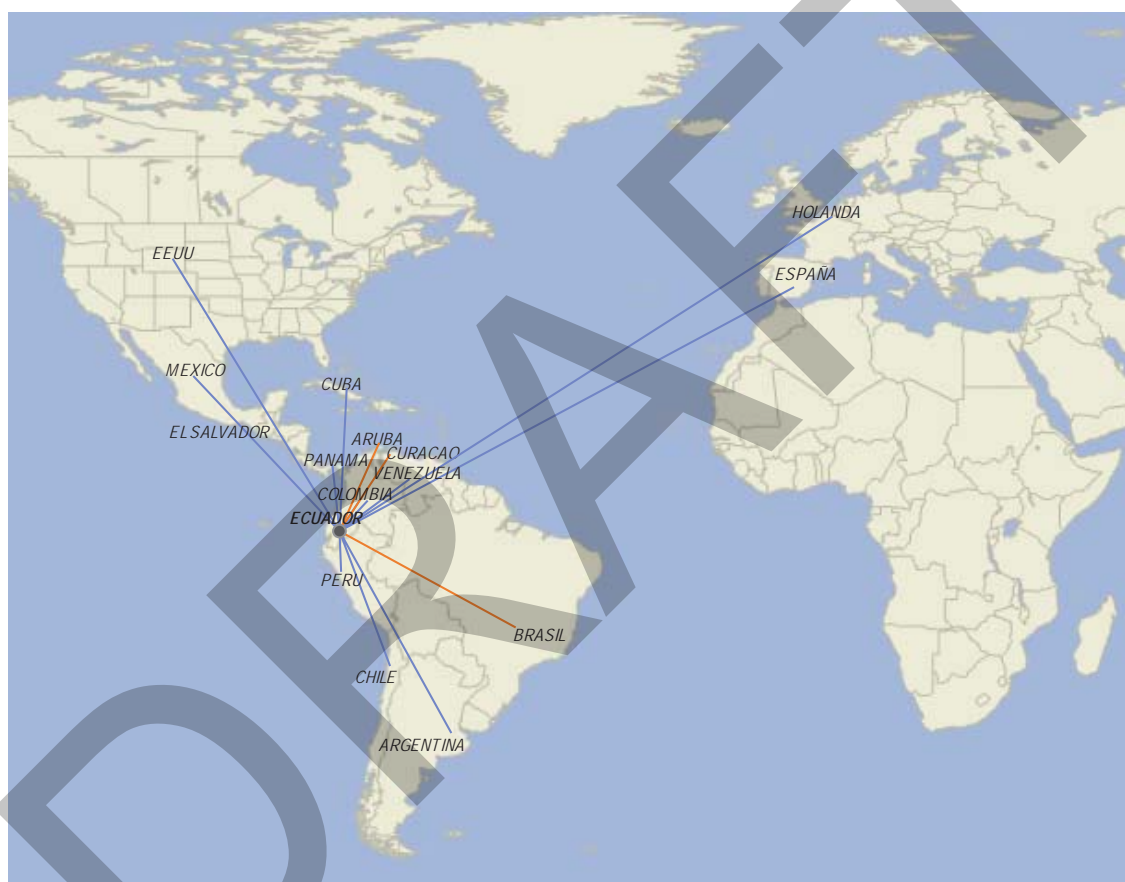 HOLANDA
EEUU
ESPAÑA
MEXICO
CUBA
EL SALVADOR
ARUBA
CURACAO
PANAMA
VENEZUELA
COLOMBIA
ECUADOR
PERU
BRASIL
CHILE
ARGENTINA
DRAFT